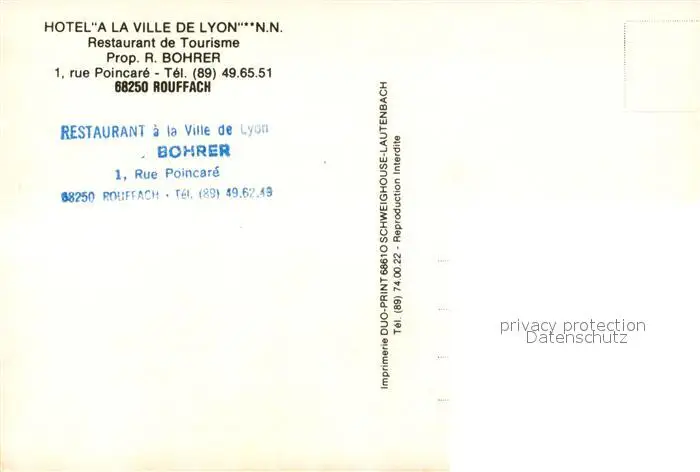 HOTEL"A LA VILLE DE LYON"**N.N.
Restaurant de Tourisme
Prop. R. BOHRER
1, rue Poincaré - Tél. (89) 49.65.51
68250 ROUFFACH
RESTAURANT à la Ville de Lyon
BOHRER
1, Rue Poincaré
68250 ROUFFACH - Tél. (89) 49.62.49
Imprimerie DUO-PRINT 68610 SCHWEIGHOUSE-LAUTENBACH
Tél. (89) 74.00.22 - Reproduction Interdite
privacy protection
Datenschutz